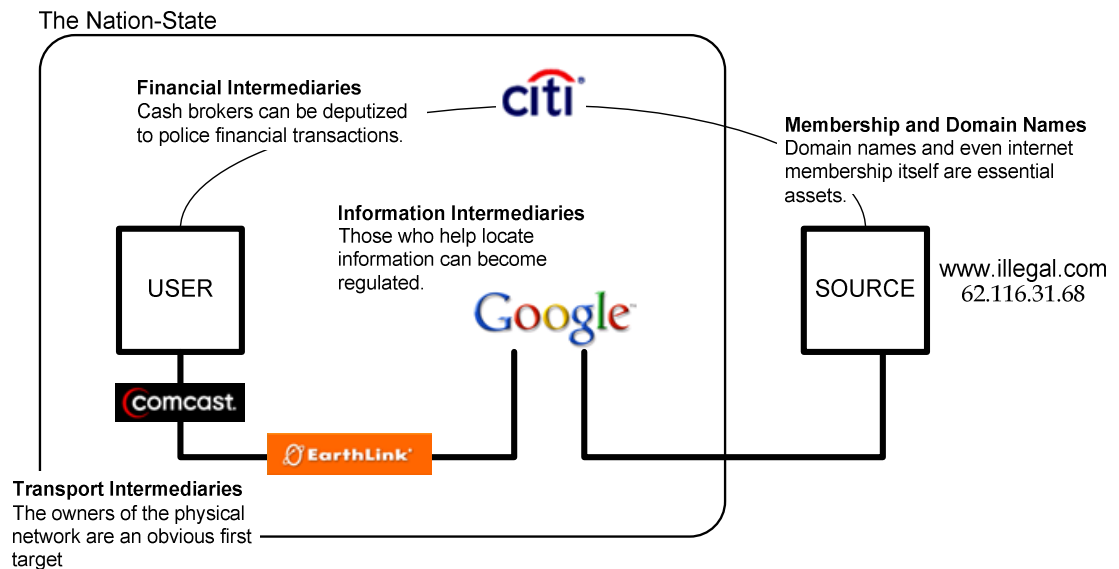 The Nation-State
Financial Intermediaries
Cash brokers can be deputized
to police financial transactions.
citi®
Membership and Domain Names
Domain names and even internet
membership itself are essential
assets.
Information Intermediaries
Those who help locate
information can become
regulated.
USER
Google™
SOURCE
www.illegal.com
62.116.31.68
comcast.
EarthLink®
Transport Intermediaries
The owners of the physical
network are an obvious first
target